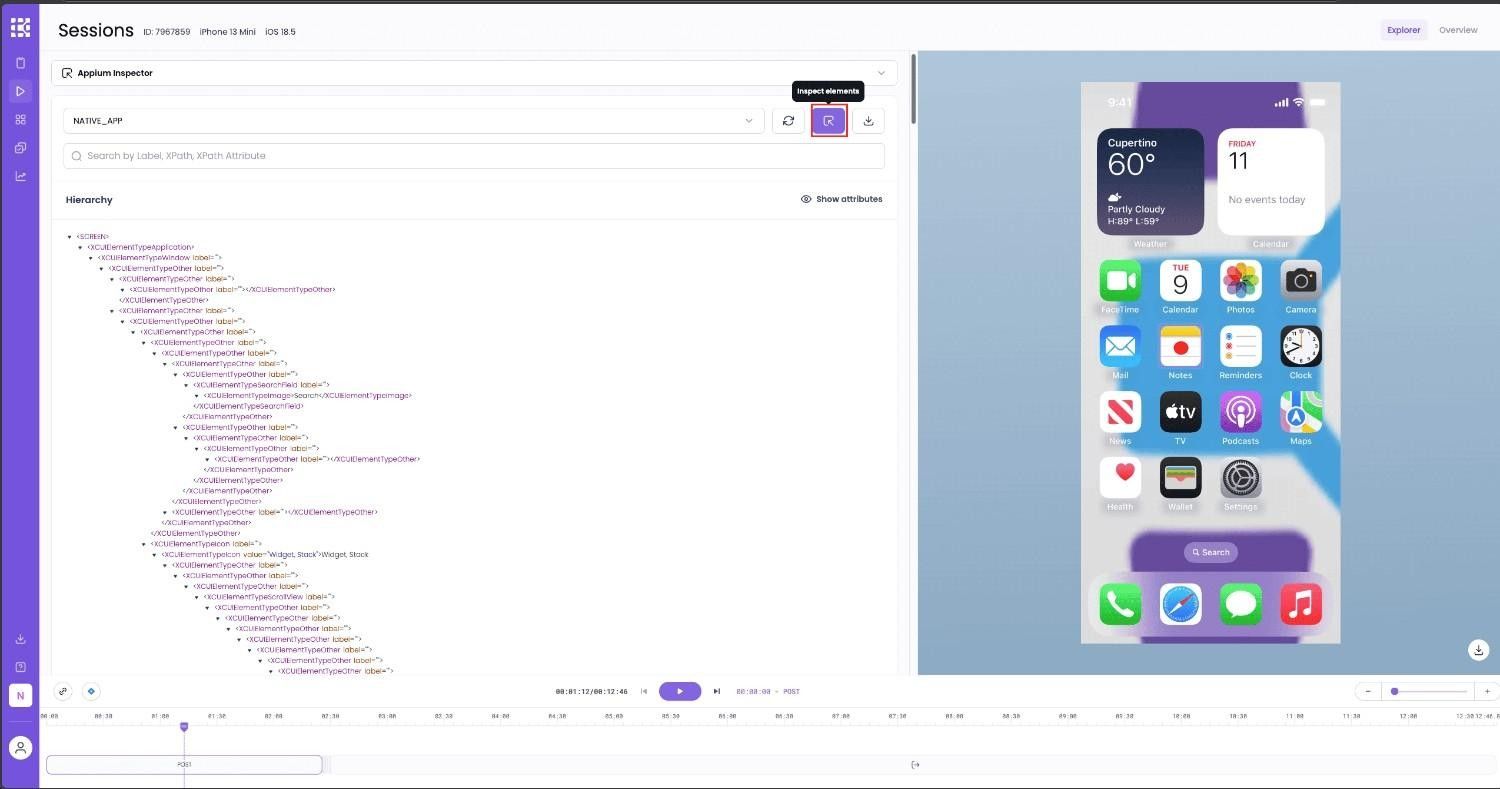 Sessions ID: 7967859 iPhone 13 Mini iOS 18.5
Explorer Overview
Appium Inspector
Inspect elements
NATIVE_APP
Search by Label, XPath, XPath Attribute
Hierarchy Show attributes
<SCREEN>
<XCUIElementTypeApplication>
<XCUIElementTypeWindow label="">
<XCUIElementTypeOther label="">
<XCUIElementTypeOther label="">
<XCUIElementTypeOther label=""></XCUIElementTypeOther>
</XCUIElementTypeOther>
<XCUIElementTypeOther label="">
<XCUIElementTypeOther label="">
<XCUIElementTypeOther label="">
<XCUIElementTypeOther label="">
<XCUIElementTypeOther label="">
<XCUIElementTypeOther label="">
<XCUIElementTypeOther label="">
<XCUIElementTypeSearchField label="">
<XCUIElementTypeImage>Search</XCUIElementTypeImage>
</XCUIElementTypeSearchField>
</XCUIElementTypeOther>
<XCUIElementTypeOther label="">
<XCUIElementTypeOther label="">
<XCUIElementTypeOther label="">
<XCUIElementTypeOther label=""></XCUIElementTypeOther>
</XCUIElementTypeOther>
</XCUIElementTypeOther>
</XCUIElementTypeOther>
</XCUIElementTypeOther>
<XCUIElementTypeOther label=""></XCUIElementTypeOther>
</XCUIElementTypeOther>
</XCUIElementTypeOther>
<XCUIElementTypeIcon label="">
<XCUIElementTypeIcon value="Widget, Stack">Widget, Stack
<XCUIElementTypeOther label="">
<XCUIElementTypeOther label="">
<XCUIElementTypeOther label="">
<XCUIElementTypeScrollView label="">
<XCUIElementTypeOther label="">
<XCUIElementTypeOther label="">
<XCUIElementTypeOther label="">
<XCUIElementTypeOther label="">
<XCUIElementTypeOther label="">
<XCUIElementTypeOther label="">
<XCUIElementTypeOther label="">
9:41
Cupertino
60°
Partly Cloudy
H:89° L:59°
Weather
FRIDAY
11
No events today
Calendar
TUE
9
FaceTime Calendar Photos Camera
Mail Notes Reminders Clock
tv
News TV Podcasts Maps
Health Wallet Settings
Search
N
00:01:12/00:12:46 00:00:00 - POST
00:00 00:30 01:00 01:30 02:00 02:30 03:00 03:30 04:00 04:30 05:00 05:30 06:00 06:30 07:00 07:30 08:00 08:30 09:00 09:30 10:00 10:30 11:00 11:30 12:00 12:30
POST